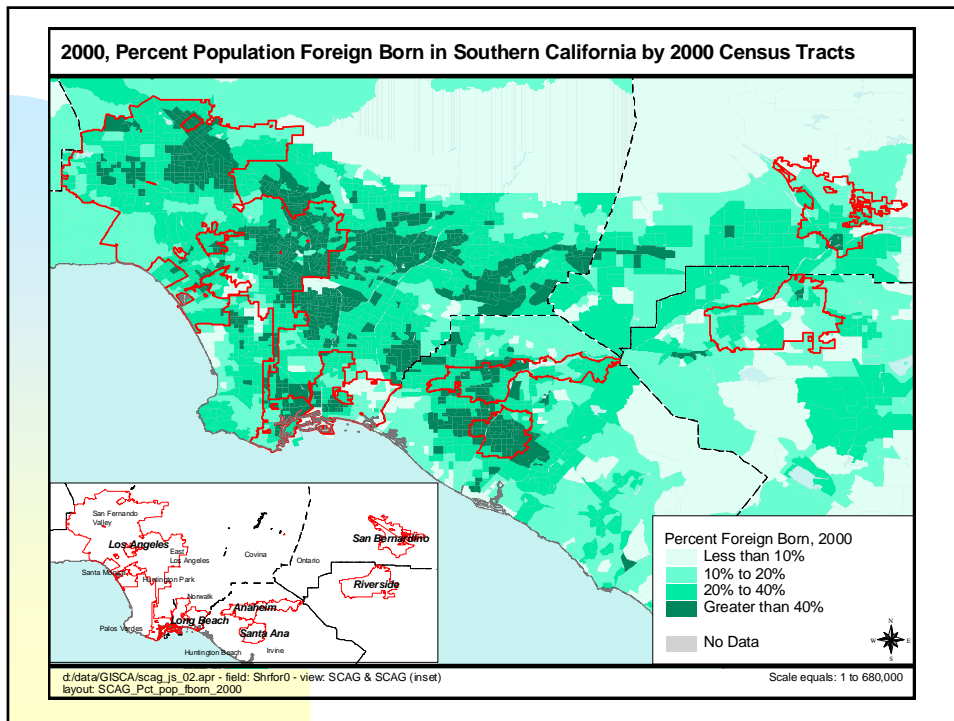 2000, Percent Population Foreign Born in Southern California by 2000 Census Tracts
San Fernando
Valley
Los Angeles
East
Los Angeles
Covina
Ontario
San Bernardino
Santa Monica
Huntington Park
Riverside
Norwalk
Anaheim
Long Beach
Palos Verdes
Santa Ana
Huntington Beach
Irvine
Percent Foreign Born, 2000
Less than 10%
10% to 20%
20% to 40%
Greater than 40%
No Data
N
W E
S
d:/data/GISCA/scag_js_02.apr - field: Shrfor0 - view: SCAG & SCAG (inset)
layout: SCAG_Pct_pop_fborn_2000
Scale equals: 1 to 680,000